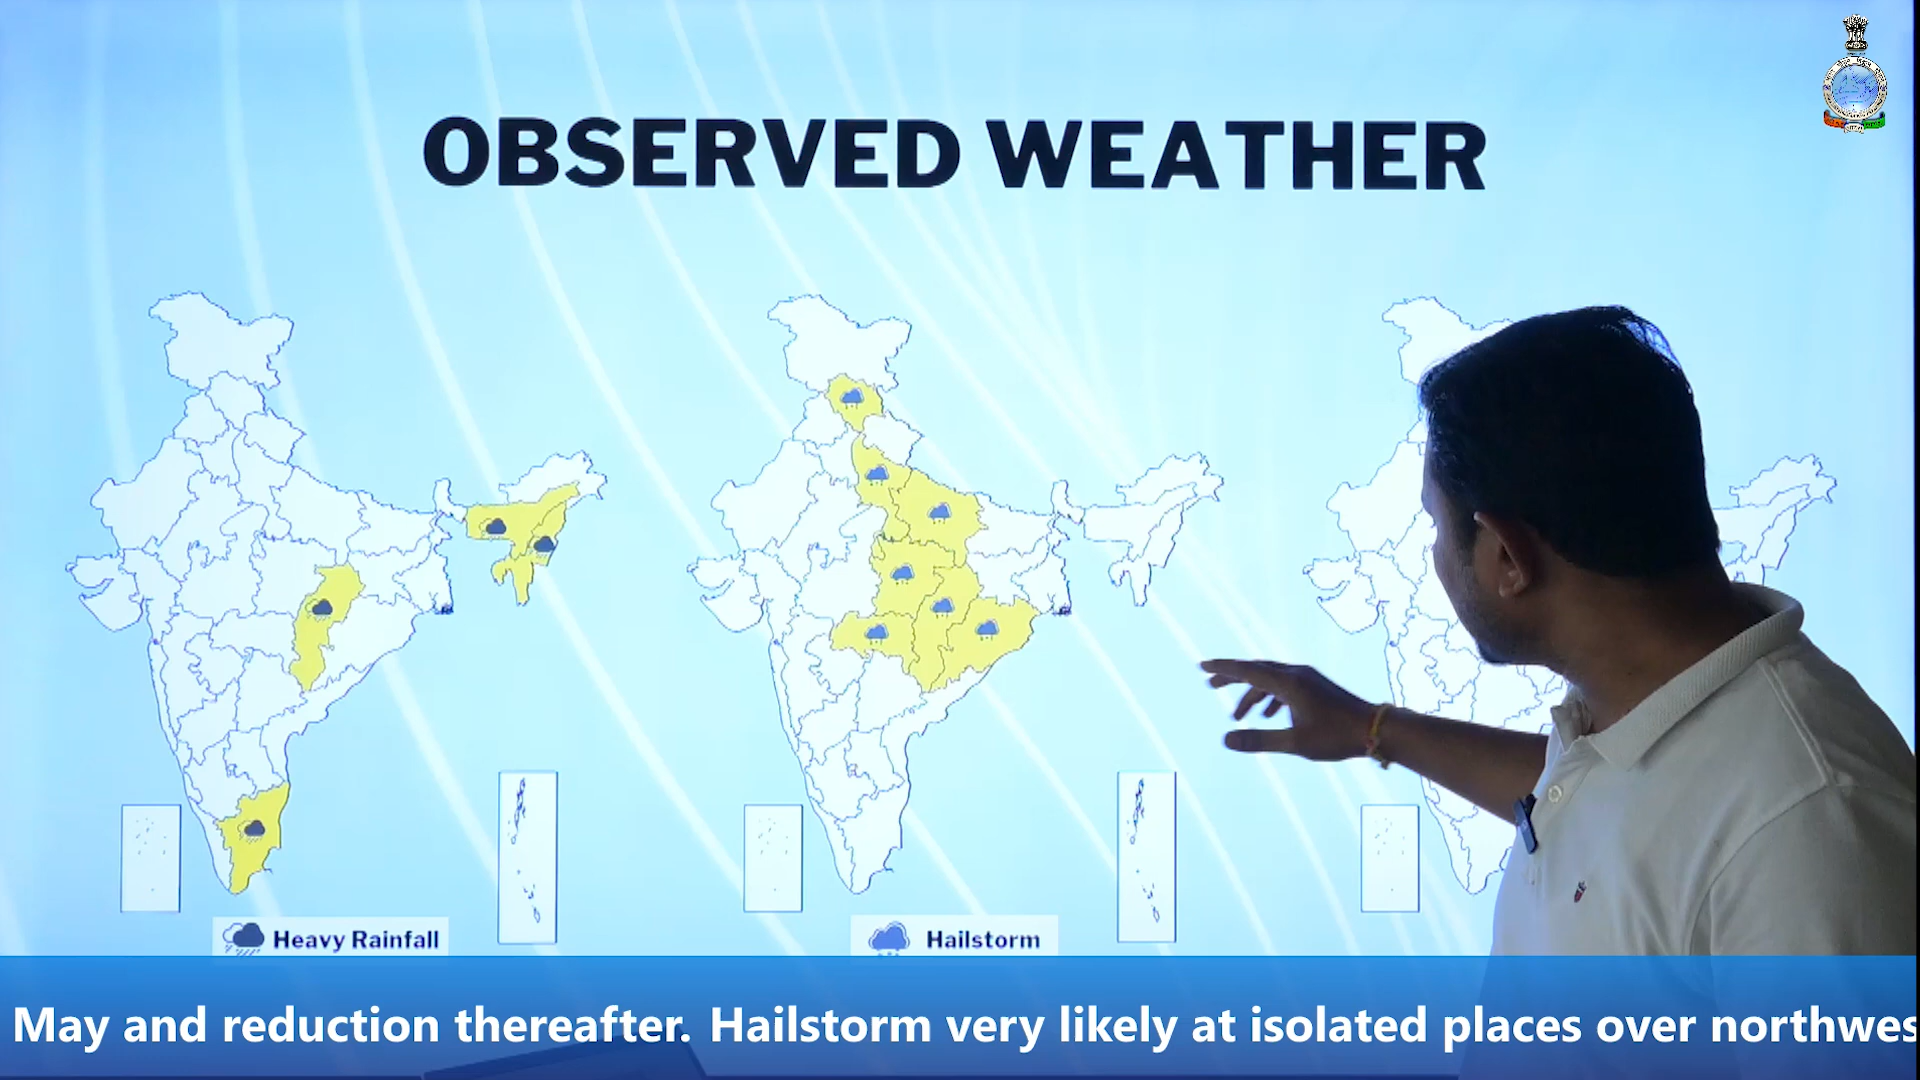 OBSERVED WEATHER
Heavy Rainfall
Hailstorm
May and reduction thereafter. Hailstorm very likely at isolated places over northwes